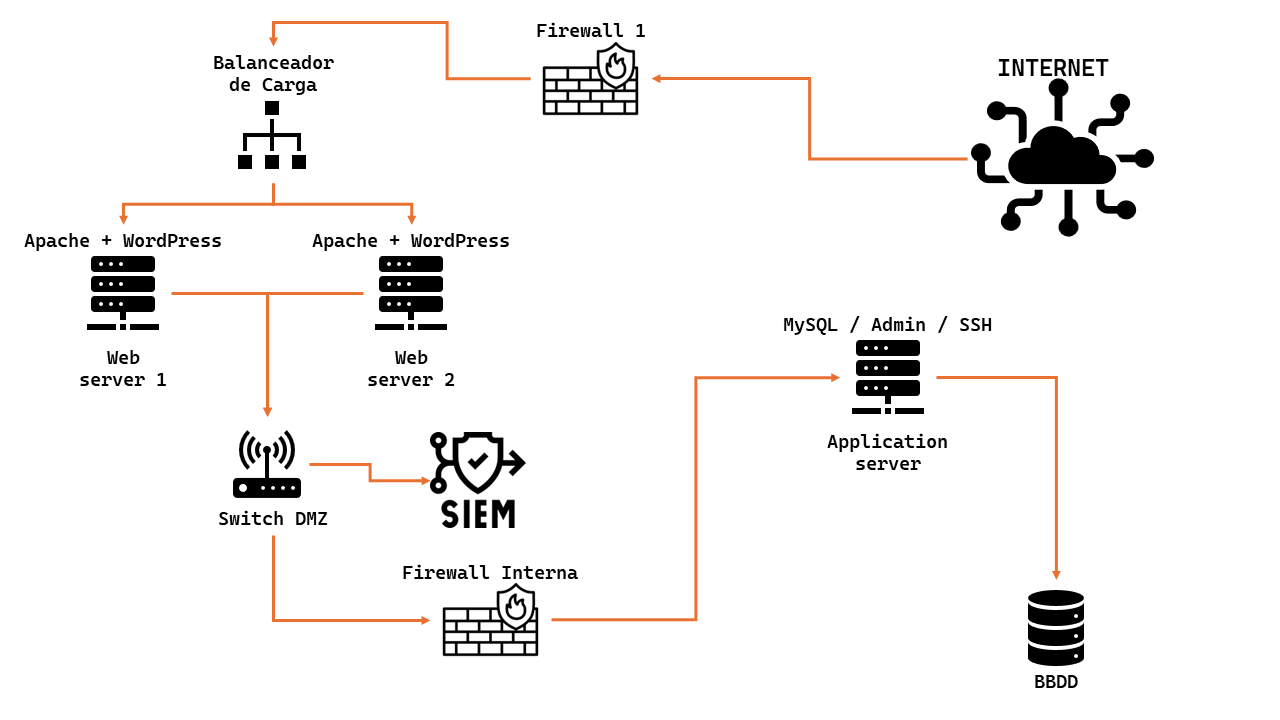 Firewall 1
Balanceador
de Carga
INTERNET
Apache + WordPress
Apache + WordPress
Web
server 1
Web
server 2
MySQL / Admin / SSH
Application
server
SIEM
Switch DMZ
Firewall Interna
BBDD